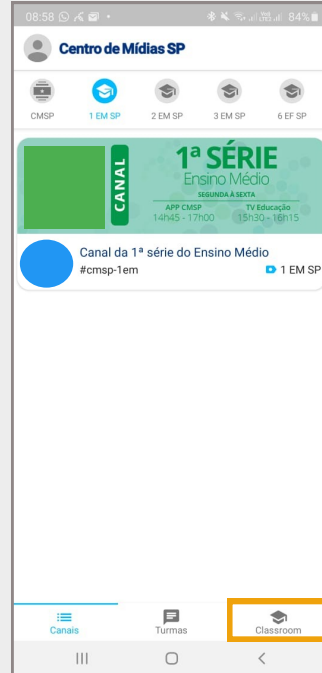 08:58 84%
Centro de Mídias SP
CMSP 1 EM SP 2 EM SP 3 EM SP 6 EF SP
CANAL
1ª SÉRIE
Ensino Médio
SEGUNDA À SEXTA
APP CMSP TV Educação
14h45 - 17h00 15h30 - 16h15
Canal da 1ª série do Ensino Médio
#cmsp-1em 1 EM SP
Canais Turmas Classroom